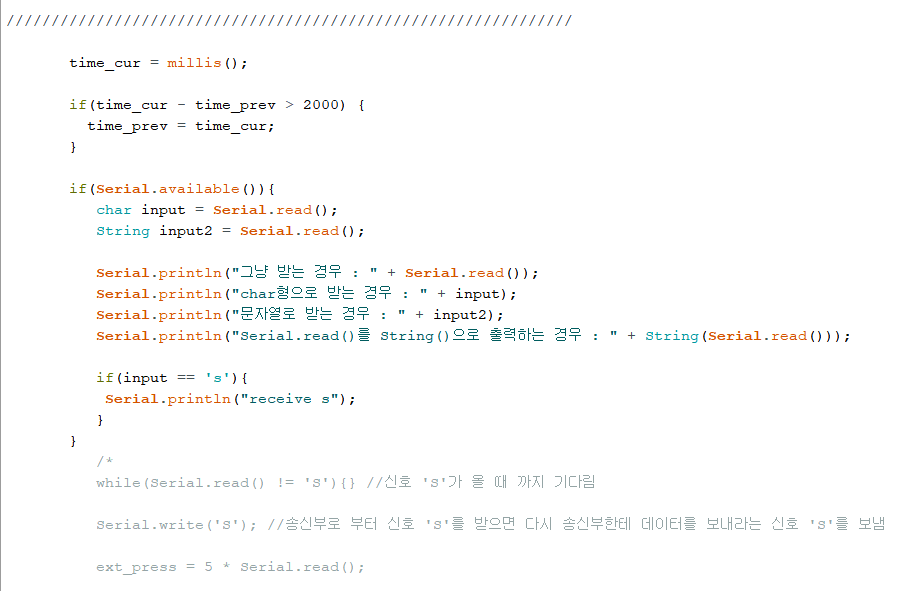 ///////////////////////////////////////////////////////////////
time_cur = millis();
if(time_cur - time_prev > 2000) {
time_prev = time_cur;
}
if(Serial.available()){
char input = Serial.read();
String input2 = Serial.read();
Serial.println("그냥 받는 경우 : " + Serial.read());
Serial.println("char형으로 받는 경우 : " + input);
Serial.println("문자열로 받는 경우 : " + input2);
Serial.println("Serial.read()를 String()으로 출력하는 경우 : " + String(Serial.read()));
if(input == 's'){
Serial.println("receive s");
}
}
/*
while(Serial.read() != 'S'){} //신호 'S'가 올 때 까지 기다림
Serial.write('S'); //송신부로 부터 신호 'S'를 받으면 다시 송신부한테 데이터를 보내라는 신호 'S'를 보냄
ext_press = 5 * Serial.read();